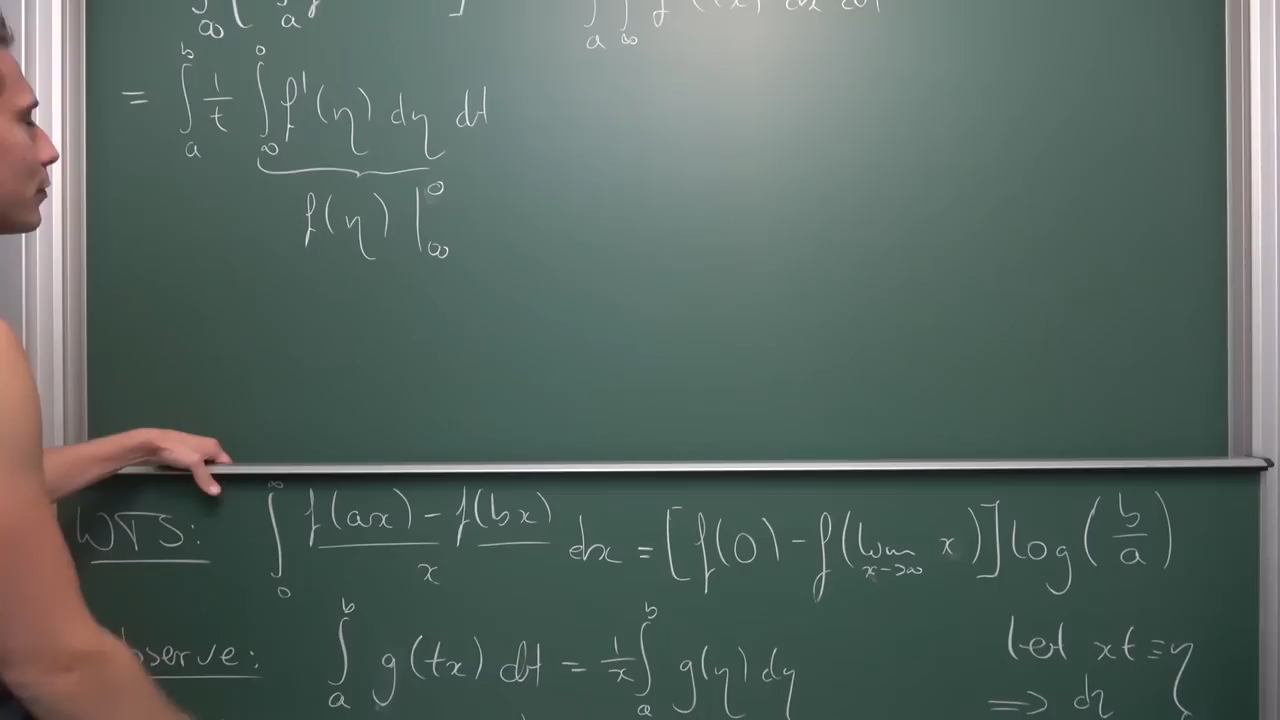 = ∫_a^b 1/t ∫_∞^0 f'(η) dη dt
f(η) |_∞^0
WTS: ∫_0^∞ f(ax) - f(bx) / x dx = [f(0) - f(lim_{x->∞} x)] log(b/a)
∫_a^b g(tx) dt = 1/x ∫_a^b g(η) dη
Let xt ≡ η
=> dη